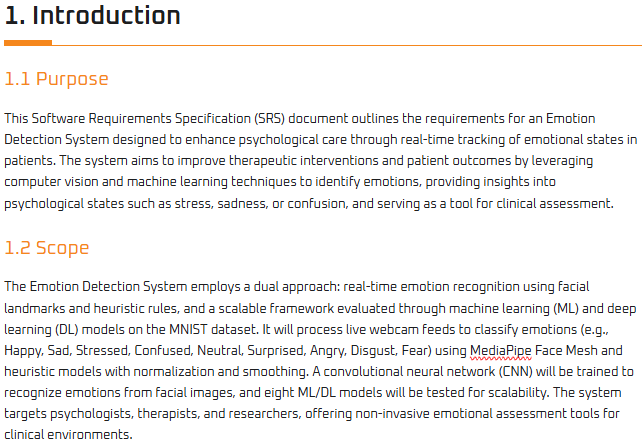 1. Introduction
1.1 Purpose
This Software Requirements Specification (SRS) document outlines the requirements for an Emotion
Detection System designed to enhance psychological care through real-time tracking of emotional states in
patients. The system aims to improve therapeutic interventions and patient outcomes by leveraging
computer vision and machine learning techniques to identify emotions, providing insights into
psychological states such as stress, sadness, or confusion, and serving as a tool for clinical assessment.
1.2 Scope
The Emotion Detection System employs a dual approach: real-time emotion recognition using facial
landmarks and heuristic rules, and a scalable framework evaluated through machine learning (ML) and deep
learning (DL) models on the MNIST dataset. It will process live webcam feeds to classify emotions (e.g.,
Happy, Sad, Stressed, Confused, Neutral, Surprised, Angry, Disgust, Fear) using MediaPipe Face Mesh and
heuristic models with normalization and smoothing. A convolutional neural network (CNN) will be trained to
recognize emotions from facial images, and eight ML/DL models will be tested for scalability. The system
targets psychologists, therapists, and researchers, offering non-invasive emotional assessment tools for
clinical environments.